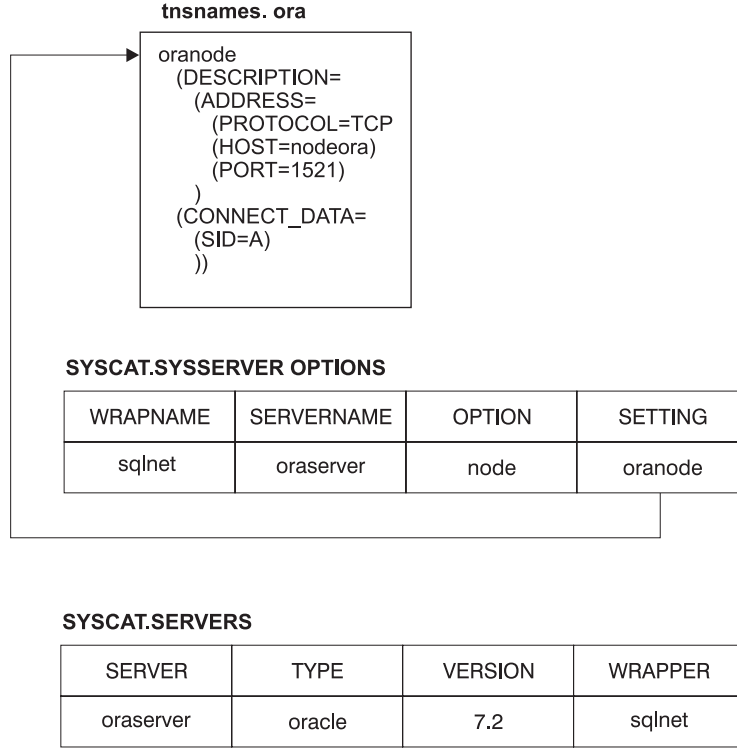 tnsnames. ora
oranode
(DESCRIPTION=
(ADDRESS=
(PROTOCOL=TCP
(HOST=nodeora)
(PORT=1521)
)
(CONNECT_DATA=
(SID=A)
))
SYSCAT.SYSSERVER OPTIONS
WRAPNAME SERVERNAME OPTION SETTING
sqlnet oraserver node oranode
SYSCAT.SERVERS
SERVER TYPE VERSION WRAPPER
oraserver oracle 7.2 sqlnet